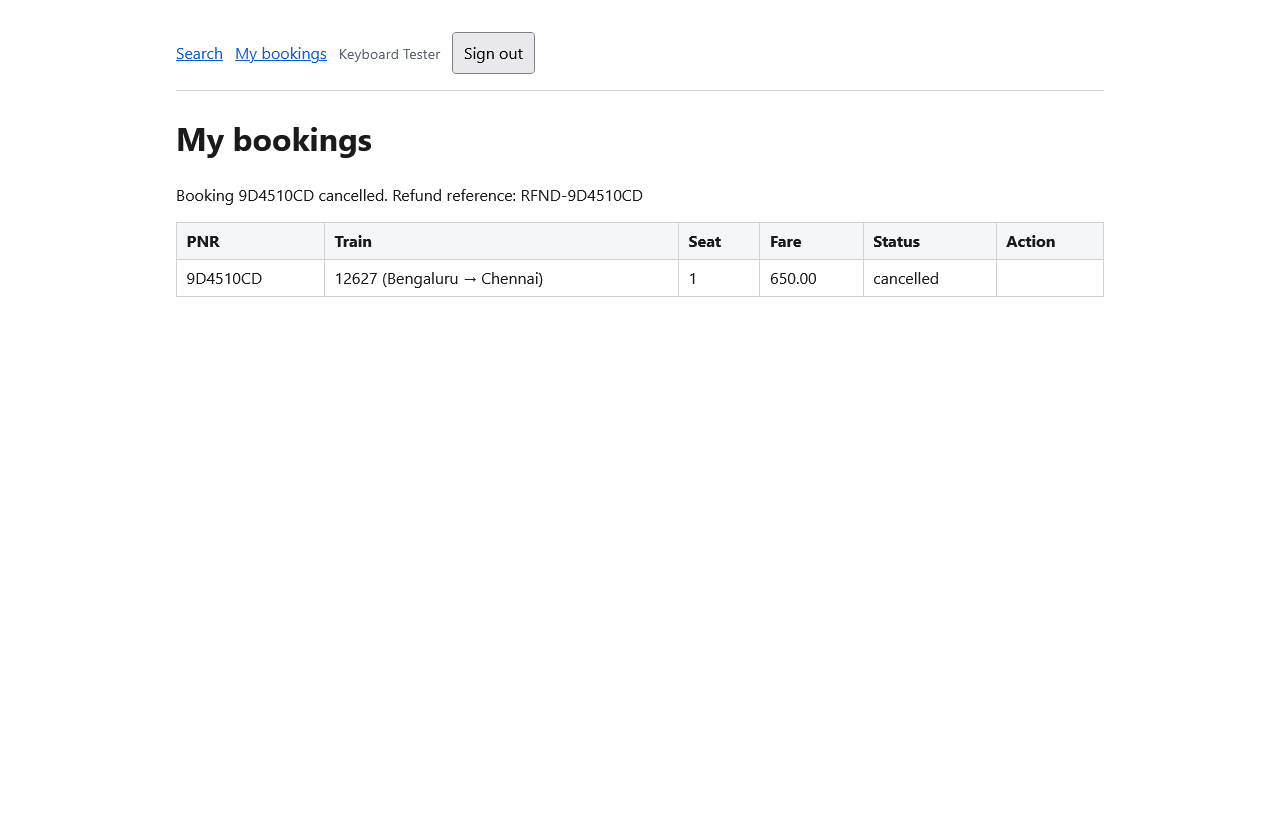 Search My bookings Keyboard Tester Sign out
My bookings
Booking 9D4510CD cancelled. Refund reference: RFND-9D4510CD
PNR Train Seat Fare Status Action
9D4510CD 12627 (Bengaluru → Chennai) 1 650.00 cancelled